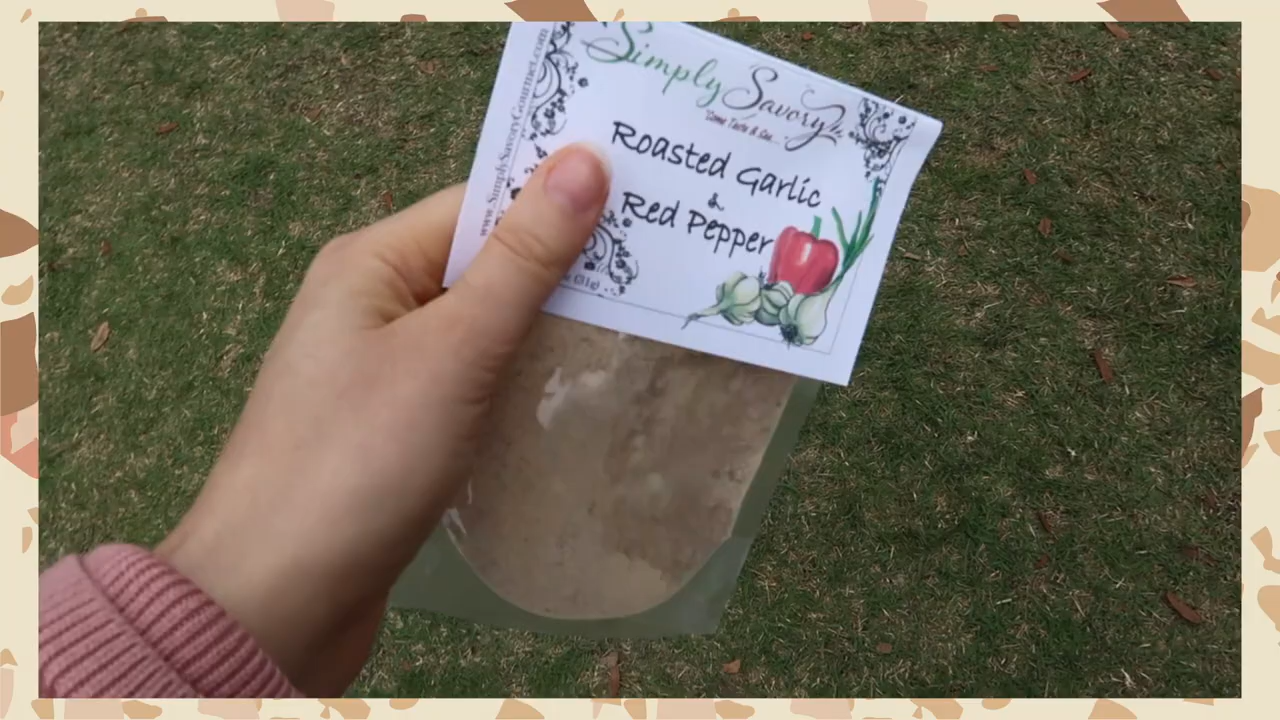 Simply Savory
"Come Taste & See..."
Roasted Garlic
&
Red Pepper
(31g)
www.SimplySavoryGourmet.com